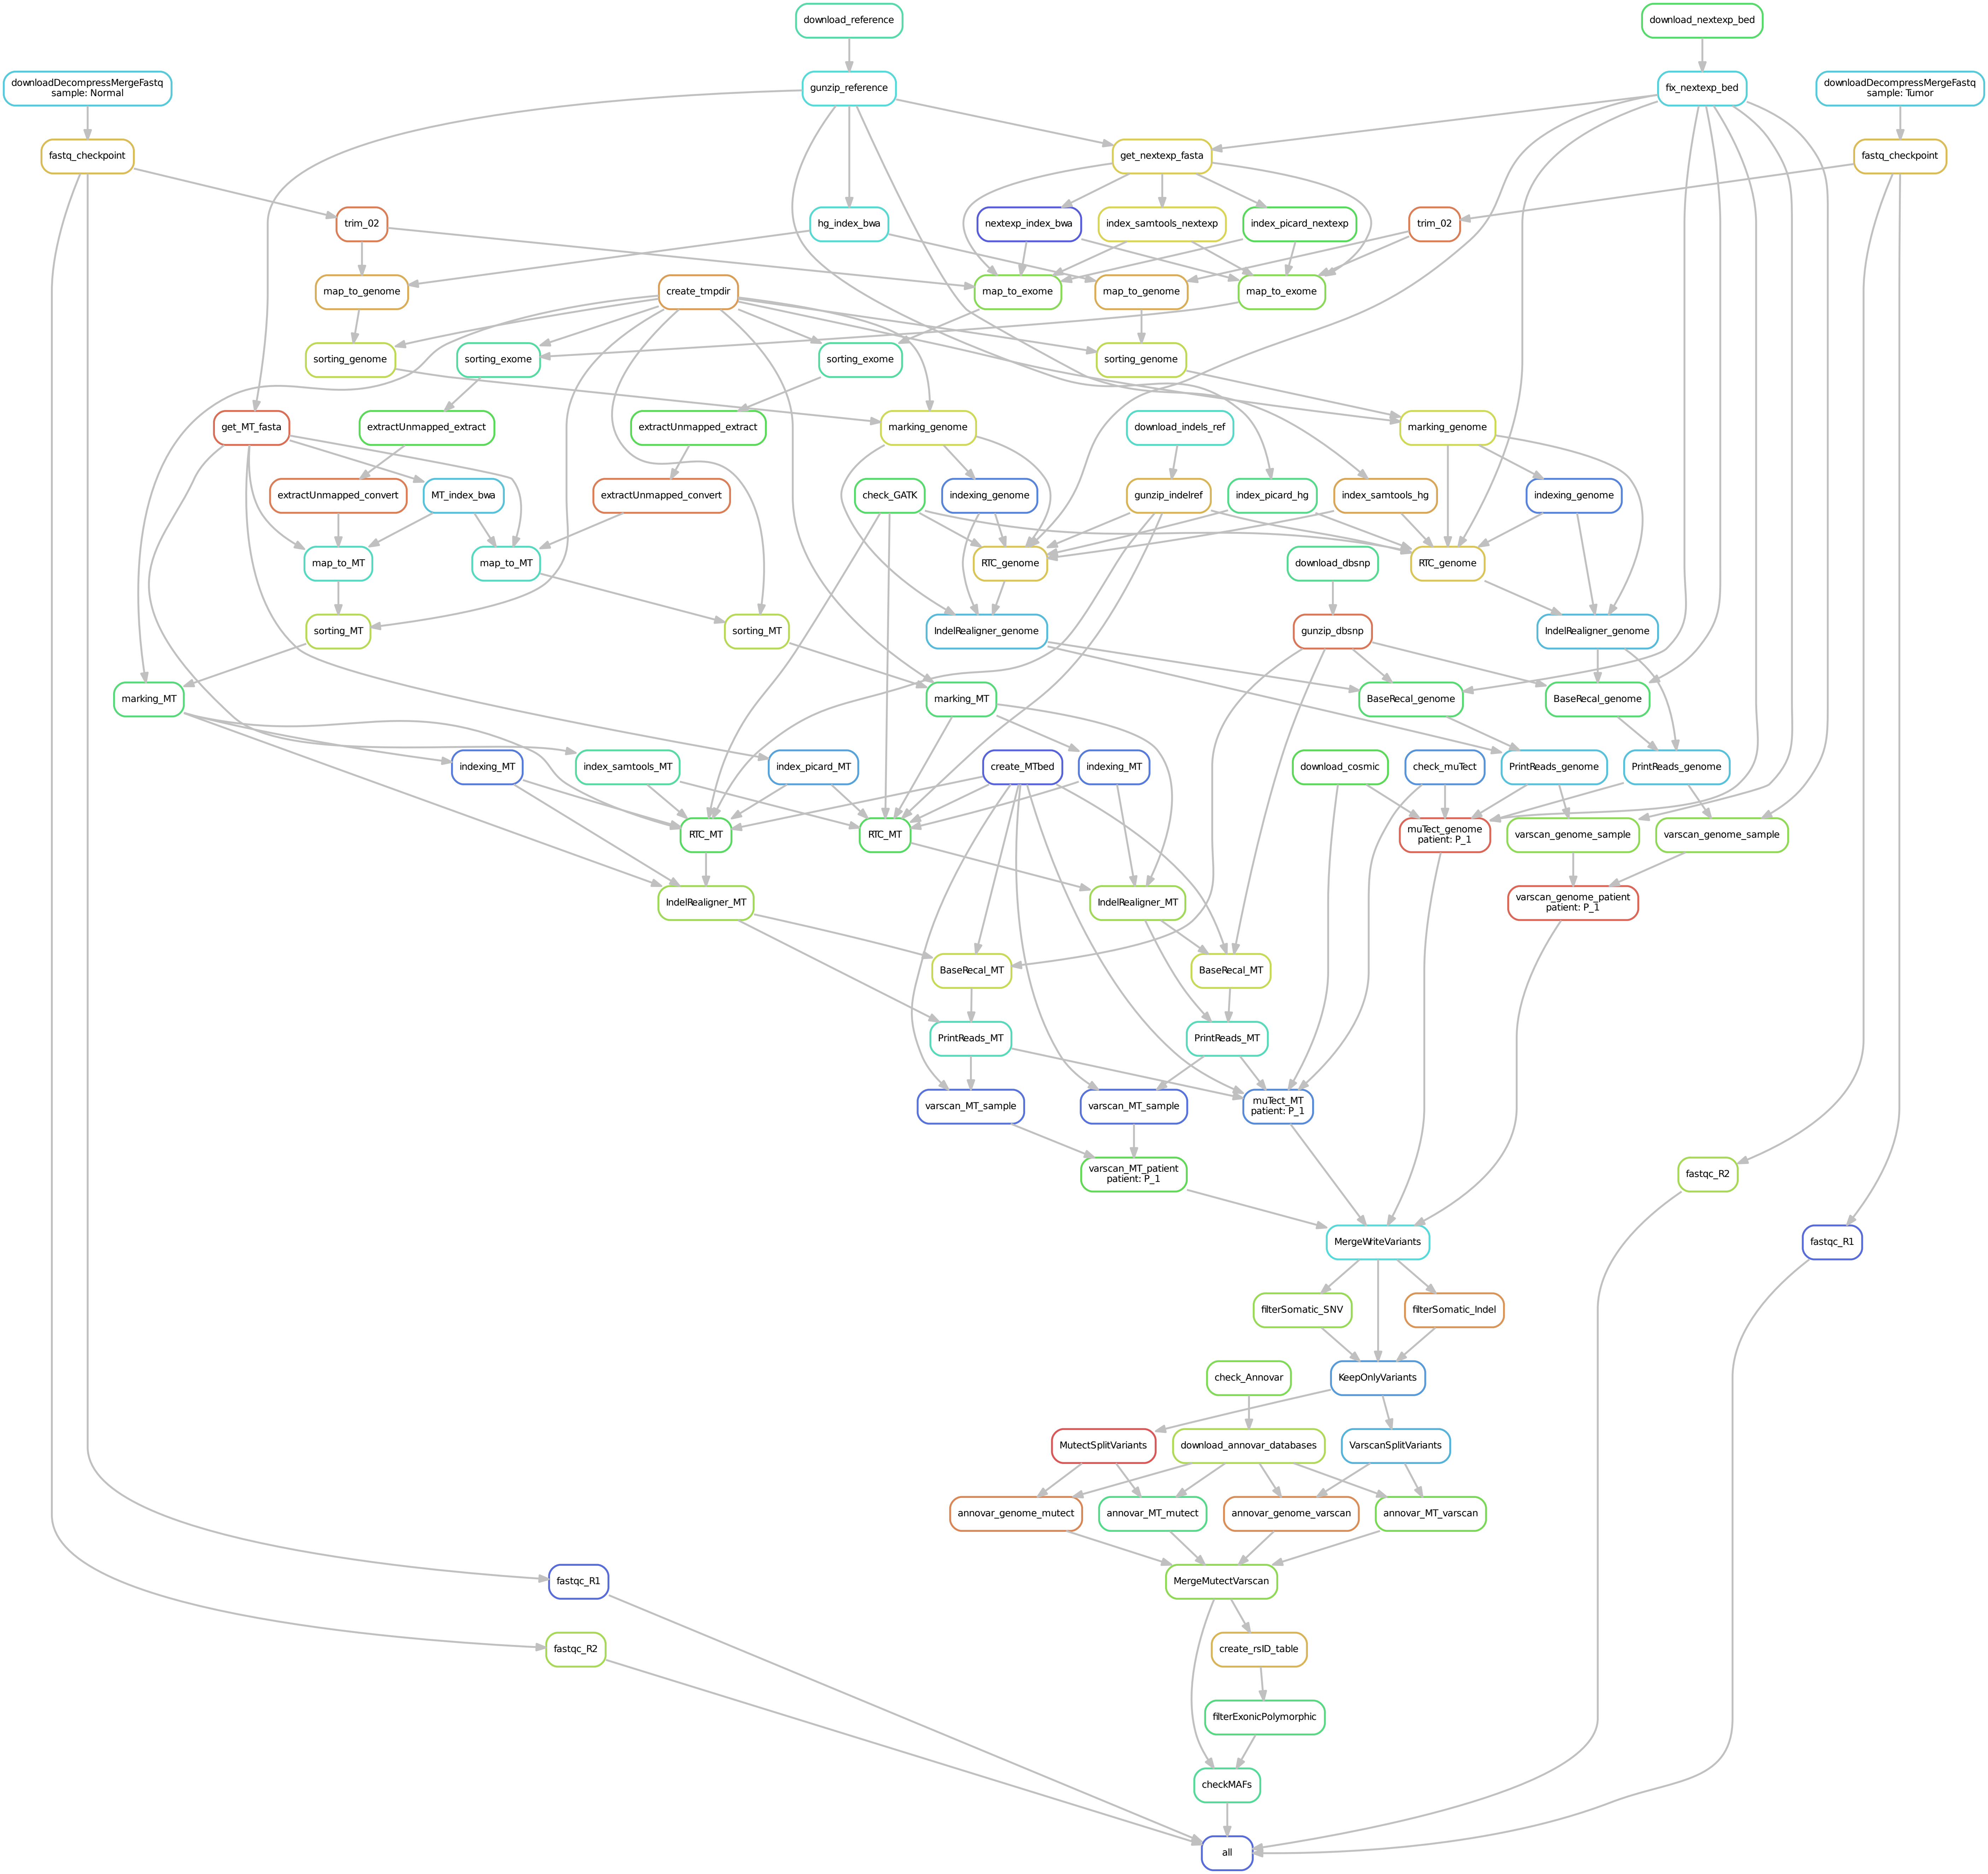 download_reference
download_nextexp_bed
downloadDecompressMergeFastq
sample: Normal
gunzip_reference
fix_nextexp_bed
downloadDecompressMergeFastq
sample: Tumor
fastq_checkpoint
get_nextexp_fasta
fastq_checkpoint
trim_02
hg_index_bwa
nextexp_index_bwa
index_samtools_nextexp
index_picard_nextexp
trim_02
map_to_genome
create_tmpdir
map_to_exome
map_to_genome
map_to_exome
sorting_genome
sorting_exome
sorting_exome
sorting_genome
get_MT_fasta
extractUnmapped_extract
extractUnmapped_extract
marking_genome
download_indels_ref
marking_genome
extractUnmapped_convert
MT_index_bwa
extractUnmapped_convert
check_GATK
indexing_genome
gunzip_indelref
index_picard_hg
index_samtools_hg
indexing_genome
map_to_MT
map_to_MT
RTC_genome
download_dbsnp
RTC_genome
sorting_MT
sorting_MT
IndelRealigner_genome
gunzip_dbsnp
IndelRealigner_genome
marking_MT
marking_MT
BaseRecal_genome
BaseRecal_genome
indexing_MT
index_samtools_MT
index_picard_MT
create_MTbed
indexing_MT
download_cosmic
check_muTect
PrintReads_genome
PrintReads_genome
RTC_MT
RTC_MT
muTect_genome
patient: P_1
varscan_genome_sample
varscan_genome_sample
IndelRealigner_MT
IndelRealigner_MT
varscan_genome_patient
patient: P_1
BaseRecal_MT
BaseRecal_MT
PrintReads_MT
PrintReads_MT
varscan_MT_sample
varscan_MT_sample
muTect_MT
patient: P_1
varscan_MT_patient
patient: P_1
fastqc_R2
MergeWriteVariants
fastqc_R1
filterSomatic_SNV
filterSomatic_Indel
check_Annovar
KeepOnlyVariants
MutectSplitVariants
download_annovar_databases
VarscanSplitVariants
annovar_genome_mutect
annovar_MT_mutect
annovar_genome_varscan
annovar_MT_varscan
fastqc_R1
MergeMutectVarscan
fastqc_R2
create_rsID_table
filterExonicPolymorphic
checkMAFs
all